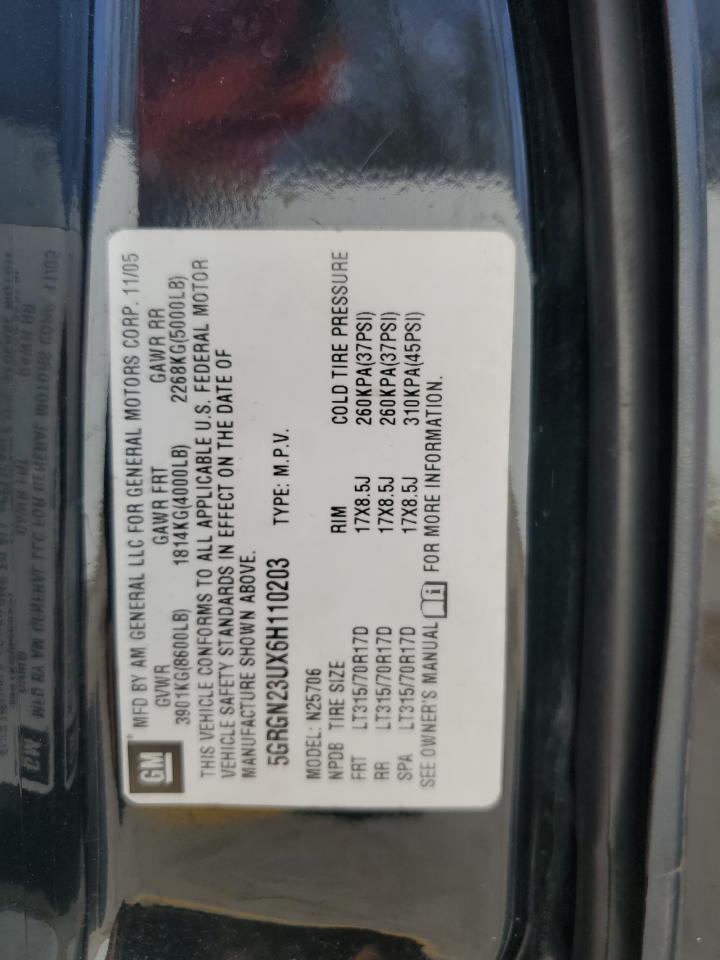 GM® MFD BY AM GENERAL LLC FOR GENERAL MOTORS CORP. 11/05
GVWR GAWR FRT GAWR RR
3901KG(8600LB) 1814KG(4000LB) 2268KG(5000LB)
THIS VEHICLE CONFORMS TO ALL APPLICABLE U.S. FEDERAL MOTOR
VEHICLE SAFETY STANDARDS IN EFFECT ON THE DATE OF
MANUFACTURE SHOWN ABOVE.
5GRGN23UX6H110203 TYPE: M.P.V.
MODEL: N25706
NPDB TIRE SIZE RIM COLD TIRE PRESSURE
FRT LT315/70R17D 17X8.5J 260KPA(37PSI)
RR LT315/70R17D 17X8.5J 260KPA(37PSI)
SPA LT315/70R17D 17X8.5J 310KPA(45PSI)
SEE OWNER'S MANUAL FOR MORE INFORMATION.